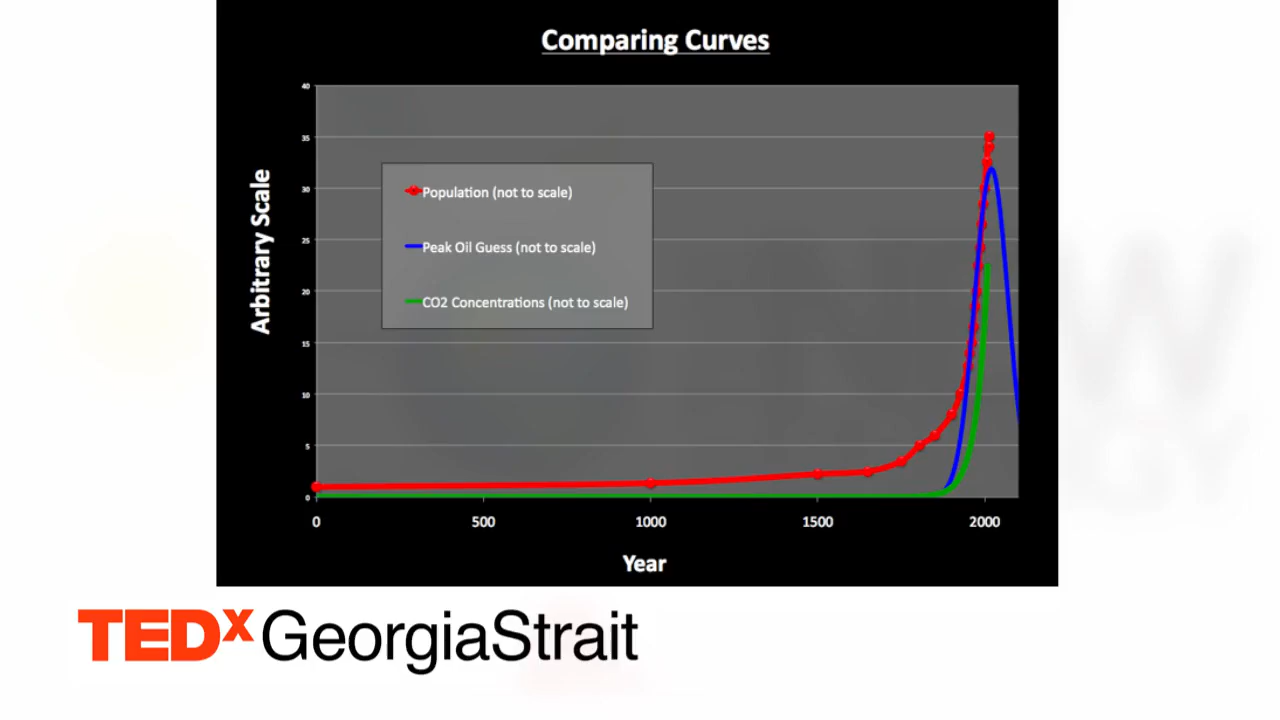 Comparing Curves
Arbitrary Scale
40
35
30
25
20
15
10
5
0
Population (not to scale)
Peak Oil Guess (not to scale)
CO2 Concentrations (not to scale)
0 500 1000 1500 2000
Year
TEDx GeorgiaStrait